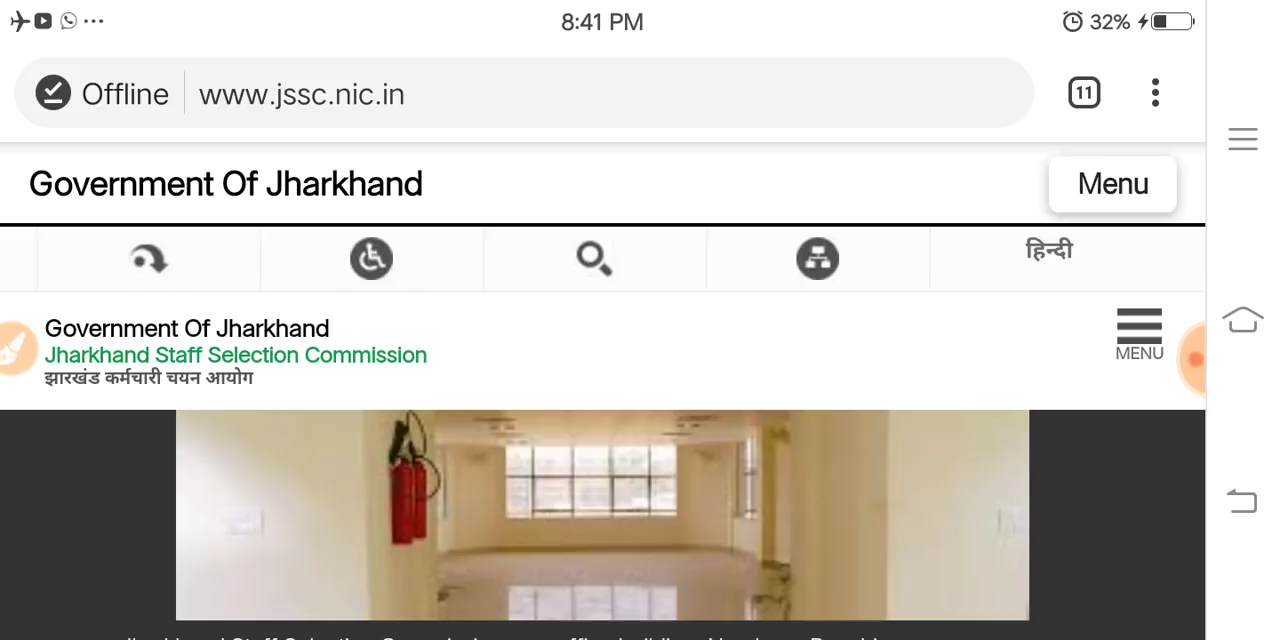 8:41 PM
32%
Offline
www.jssc.nic.in
11
Government Of Jharkhand
Menu
हिन्दी
Government Of Jharkhand
Jharkhand Staff Selection Commission
झारखंड कर्मचारी चयन आयोग
MENU